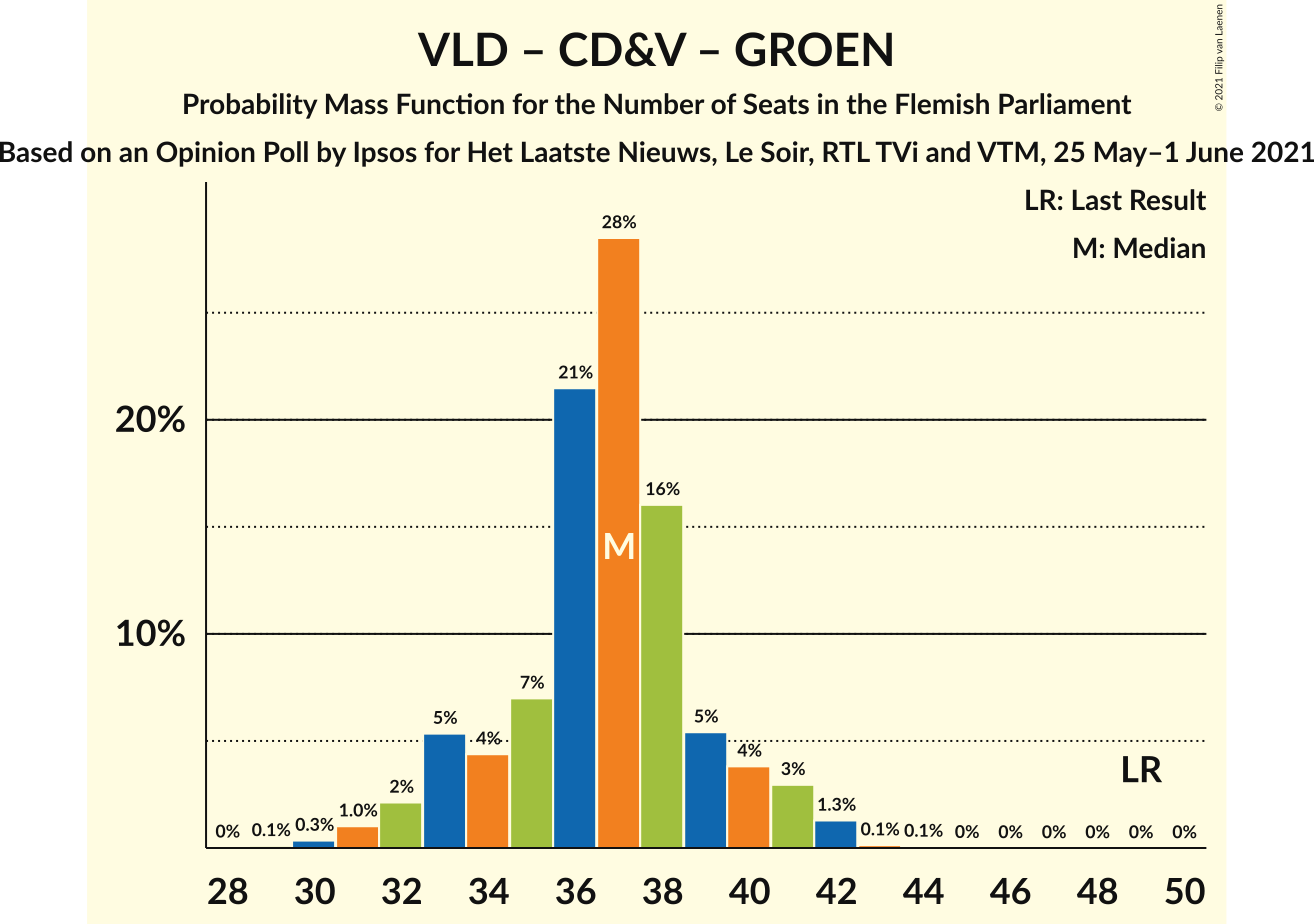 VLD – CD&V – GROEN
Probability Mass Function for the Number of Seats in the Flemish Parliament
Based on an Opinion Poll by Ipsos for Het Laatste Nieuws, Le Soir, RTL TVi and VTM, 25 May–1 June 2021
© 2021 Filip van Laenen
LR: Last Result
M: Median
20%
10%
0% 0.1% 0.3% 1.0% 2% 5% 4% 7% 21% 28% 16% 5% 4% 3% 1.3% 0.1% 0.1% 0% 0% 0% 0% 0% 0%
M
LR
28 30 32 34 36 38 40 42 44 46 48 50